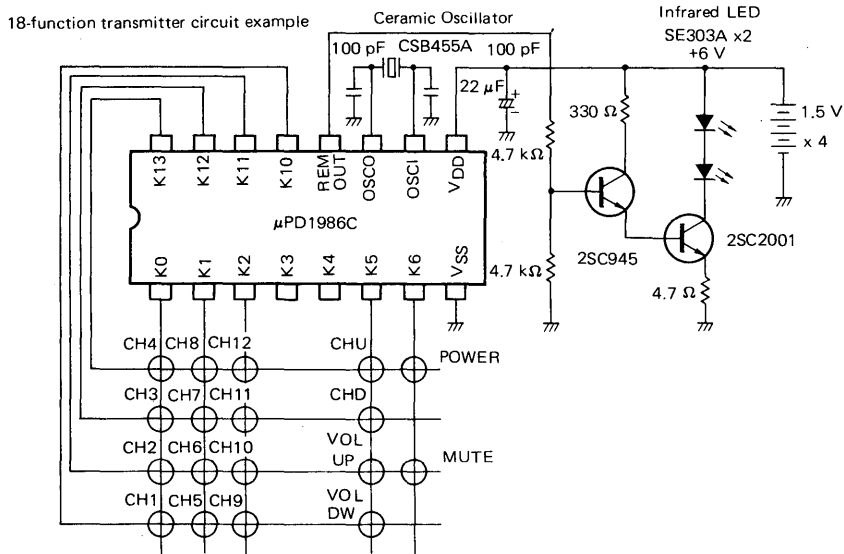 18-function transmitter circuit example
Ceramic Oscillator
Infrared LED
SE303A x2
+6 V
100 pF
CSB455A
100 pF
22 μF
+
−
330 Ω
1.5 V
x 4
4.7 kΩ
K13
K12
K11
K10
REM
OUT
OSCO
OSCI
VDD
μPD1986C
K0
K1
K2
K3
K4
K5
K6
VSS
4.7 kΩ
2SC945
2SC2001
4.7 Ω
CH4 CH8 CH12 CHU
POWER
CH3 CH7 CH11 CHD
CH2 CH6 CH10 VOL
UP
MUTE
CH1 CH5 CH9 VOL
DW